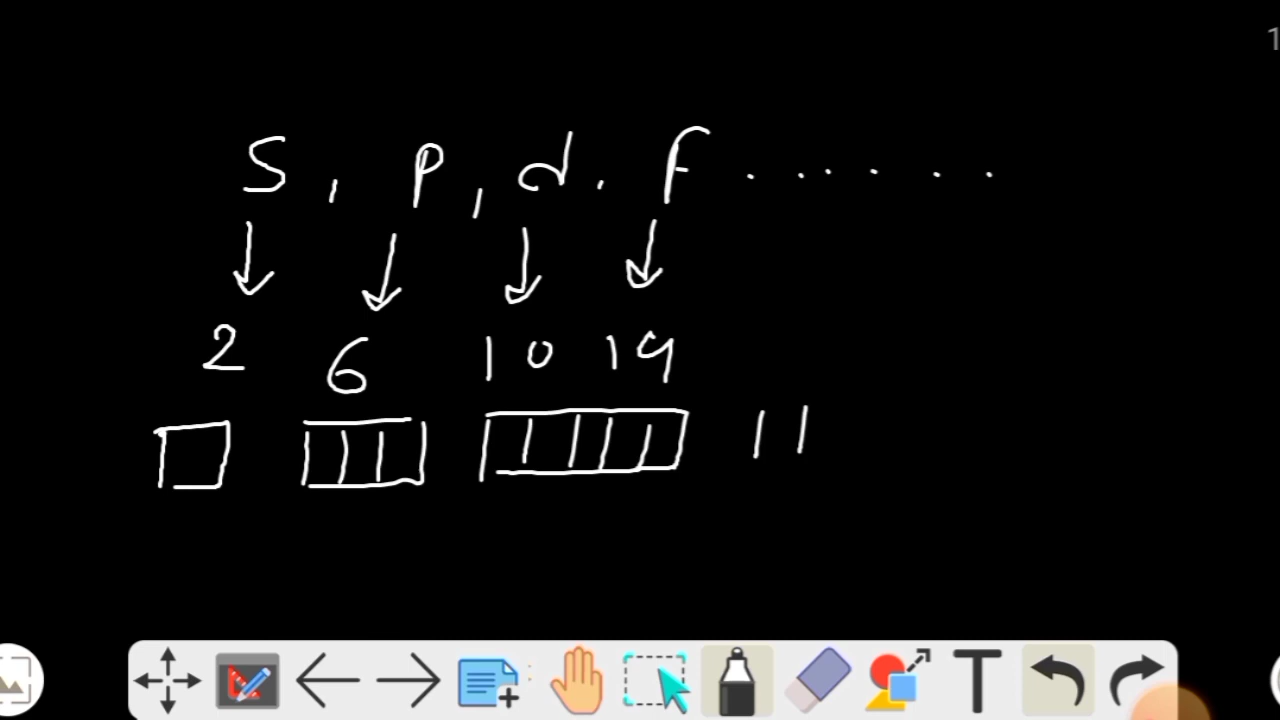 S, p, d. f . . . . . .
2 6 10 14
11